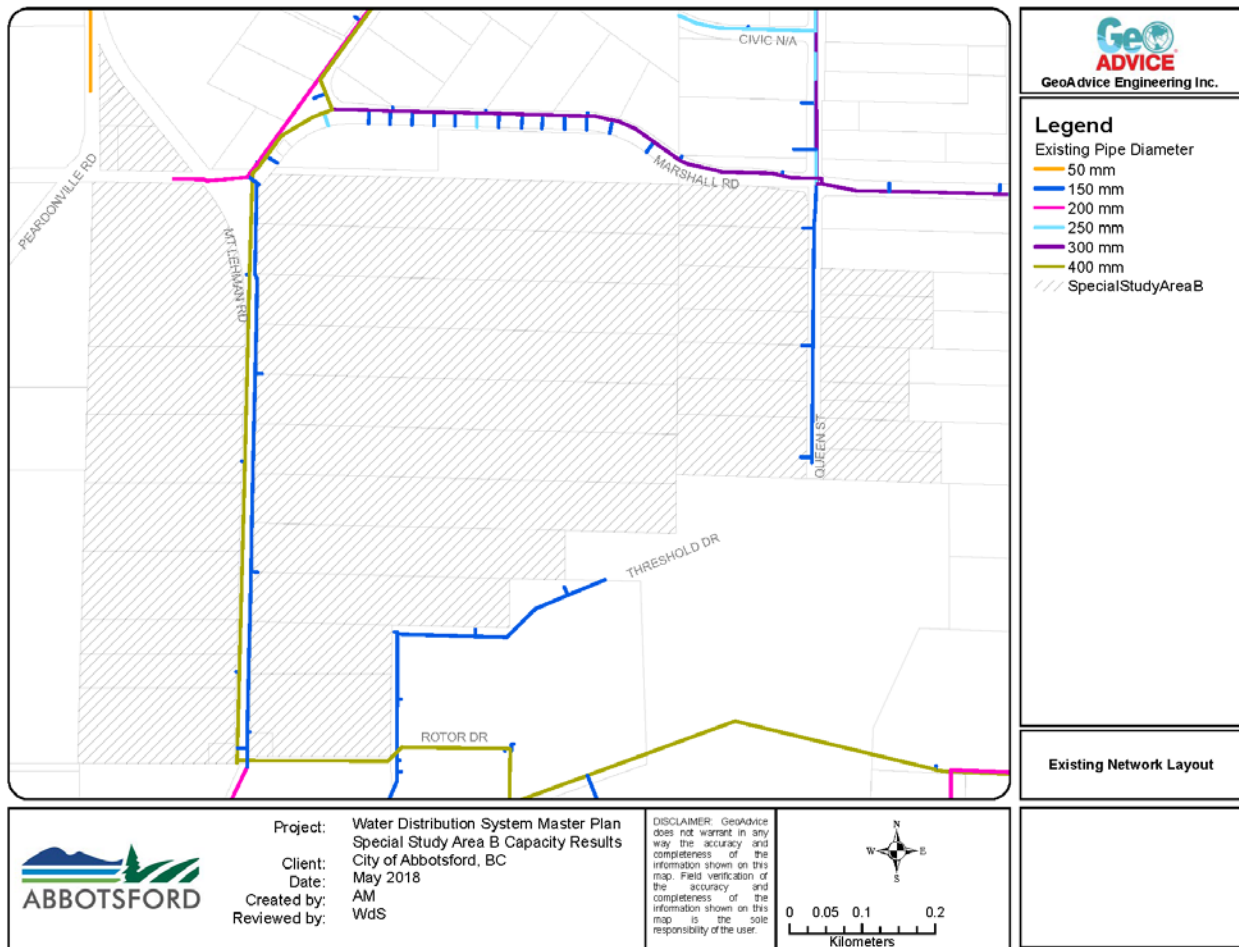 CIVIC N/A
PEARDONVILLE RD
MARSHALL RD
MT LEHMAN RD
QUEEN ST
THRESHOLD DR
ROTOR DR
Geo
ADVICE
GeoAdvice Engineering Inc.
Legend
Existing Pipe Diameter
50 mm
150 mm
200 mm
250 mm
300 mm
400 mm
SpecialStudyAreaB
Existing Network Layout
ABBOTSFORD
Project: Water Distribution System Master Plan
Special Study Area B Capacity Results
Client: City of Abbotsford, BC
Date: May 2018
Created by: AM
Reviewed by: WdS
DISCLAIMER: GeoAdvice
does not warrant in any
way the accuracy and
completeness of the
information shown on this
map. Field verification of
the accuracy and
completeness of the
information shown on this
map is the sole
responsibility of the user.
N
W E
S
0 0.05 0.1 0.2
Kilometers